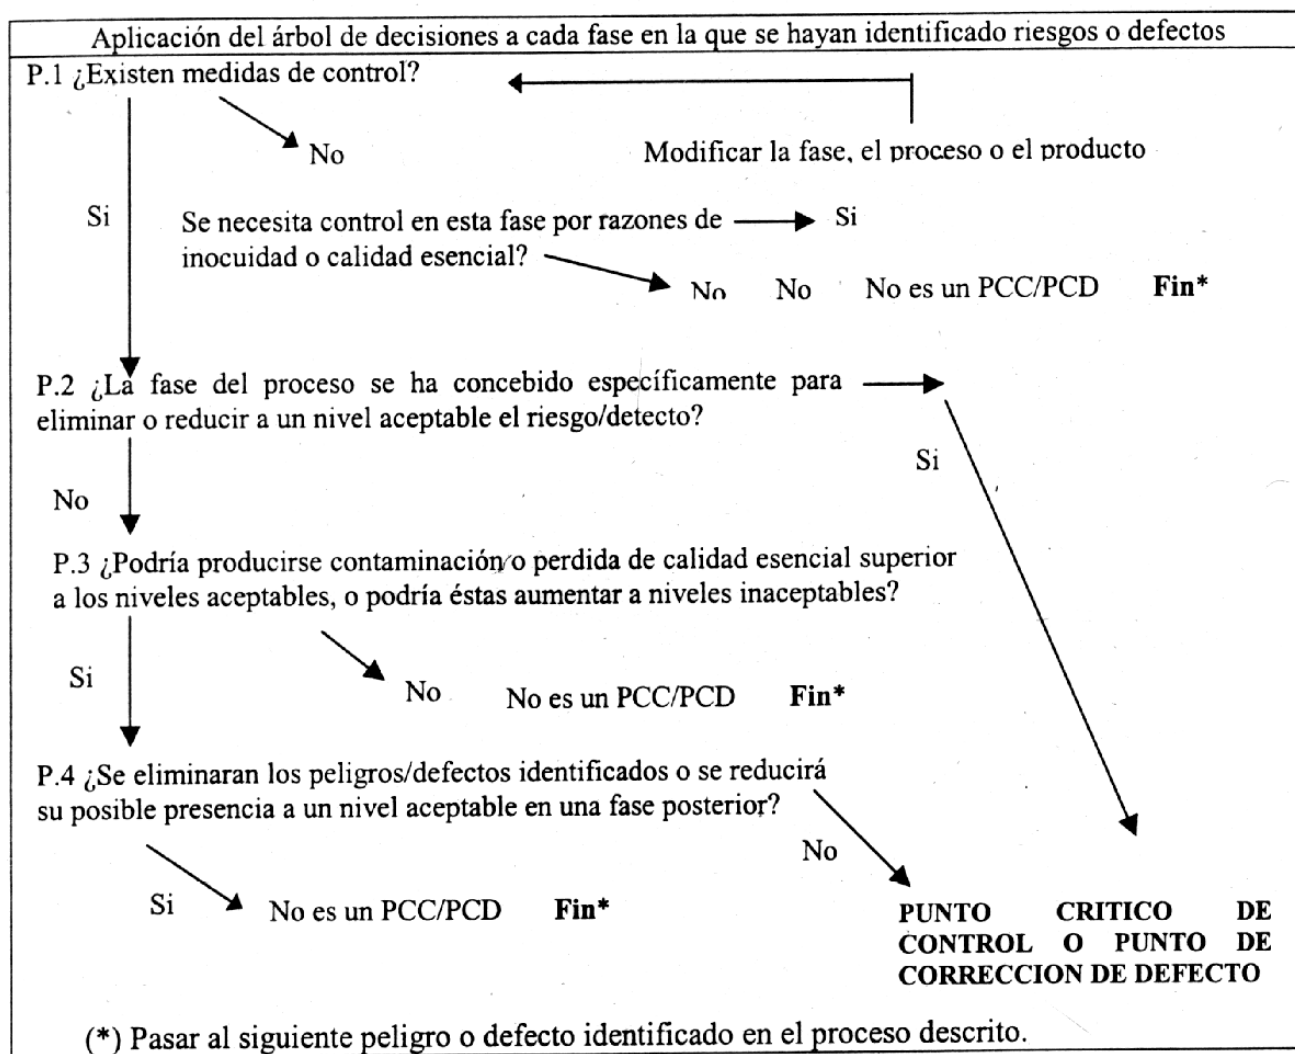 Aplicación del árbol de decisiones a cada fase en la que se hayan identificado riesgos o defectos
P.1 ¿Existen medidas de control?
No
Modificar la fase, el proceso o el producto
Si
Se necesita control en esta fase por razones de
Si
inocuidad o calidad esencial?
No No No es un PCC/PCD Fin*
P.2 ¿La fase del proceso se ha concebido específicamente para
eliminar o reducir a un nivel aceptable el riesgo/detecto?
Si
No
P.3 ¿Podría producirse contaminación o perdida de calidad esencial superior
a los niveles aceptables, o podría éstas aumentar a niveles inaceptables?
Si
No No es un PCC/PCD Fin*
P.4 ¿Se eliminaran los peligros/defectos identificados o se reducirá
su posible presencia a un nivel aceptable en una fase posterior?
No
Si No es un PCC/PCD Fin*
PUNTO CRITICO DE
CONTROL O PUNTO DE
CORRECCION DE DEFECTO
(*) Pasar al siguiente peligro o defecto identificado en el proceso descrito.